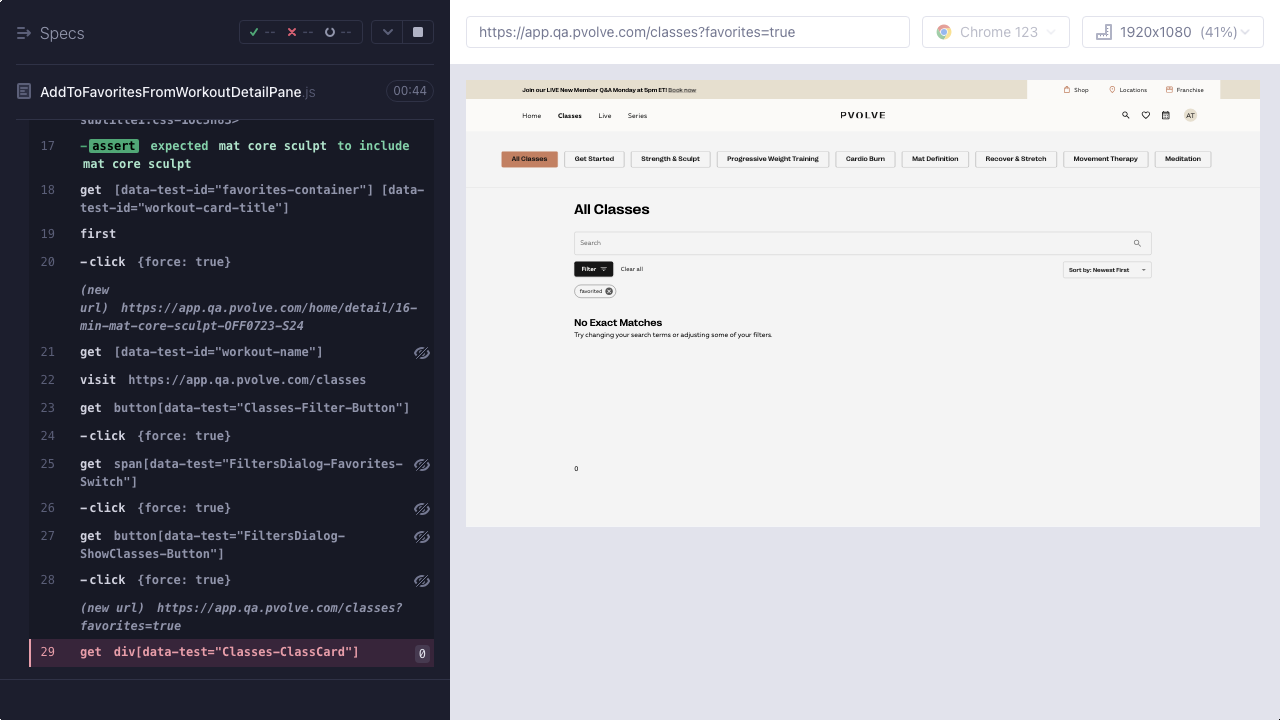 Specs
--
--
--
AddToFavoritesFromWorkoutDetailPane.js
00:44
17 -assert expected mat core sculpt to include
mat core sculpt
18 get [data-test-id="favorites-container"] [data-
test-id="workout-card-title"]
19 first
20 -click {force: true}
(new
url) https://app.qa.pvolve.com/home/detail/16-
min-mat-core-sculpt-OFF0723-S24
21 get [data-test-id="workout-name"]
22 visit https://app.qa.pvolve.com/classes
23 get button[data-test="Classes-Filter-Button"]
24 -click {force: true}
25 get span[data-test="FiltersDialog-Favorites-
Switch"]
26 -click {force: true}
27 get button[data-test="FiltersDialog-
ShowClasses-Button"]
28 -click {force: true}
(new url) https://app.qa.pvolve.com/classes?
favorites=true
29 get div[data-test="Classes-ClassCard"] 0
https://app.qa.pvolve.com/classes?favorites=true
Chrome 123
1920x1080 (41%)
Join our LIVE New Member Q&A Monday at 5pm ET! Book now
Shop Locations Franchise
Home Classes Live Series
PVOLVE
AT
All Classes Get Started Strength & Sculpt Progressive Weight Training Cardio Burn Mat Definition Recover & Stretch Movement Therapy Meditation
All Classes
Search
Filter Clear all
Sort by: Newest First
Favorited
No Exact Matches
Try changing your search terms or adjusting some of your filters.
0